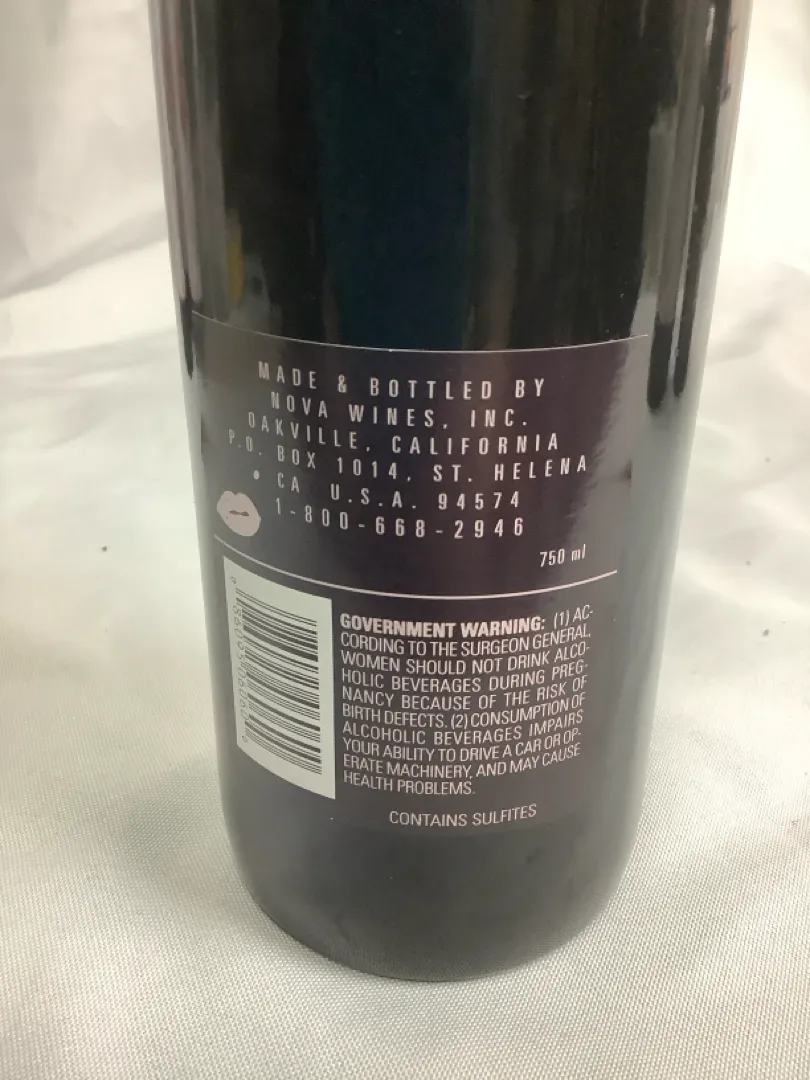 MADE & BOTTLED BY
NOVA WINES, INC.
OAKVILLE, CALIFORNIA
P.O. BOX 1014, ST. HELENA
• CA U.S.A. 94574
1-800-668-2946
750 ml
GOVERNMENT WARNING: (1) AC-
CORDING TO THE SURGEON GENERAL,
WOMEN SHOULD NOT DRINK ALCO-
HOLIC BEVERAGES DURING PREG-
NANCY BECAUSE OF THE RISK OF
BIRTH DEFECTS. (2) CONSUMPTION OF
ALCOHOLIC BEVERAGES IMPAIRS
YOUR ABILITY TO DRIVE A CAR OR OP-
ERATE MACHINERY, AND MAY CAUSE
HEALTH PROBLEMS.
CONTAINS SULFITES